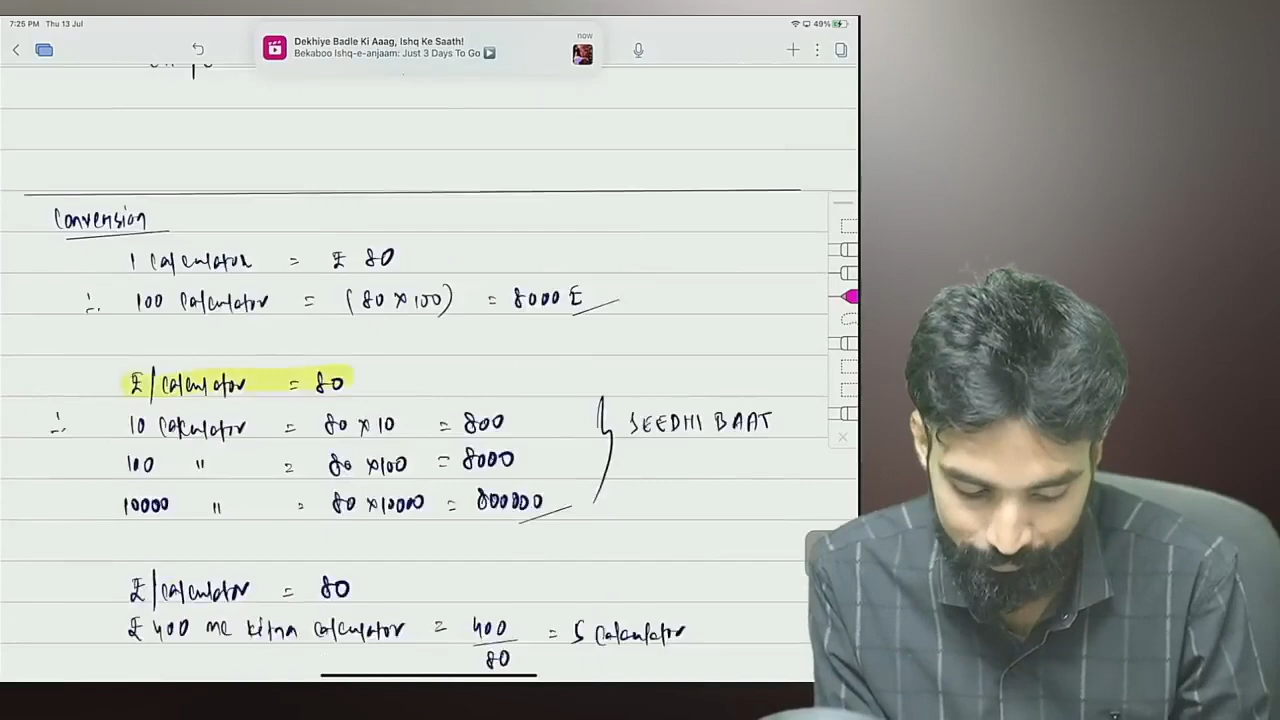 7:25 PM Thu 13 Jul
49%
Dekhiye Badle Ki Aaag, Ishq Ke Saath!
now
Bekaboo Ishq-e-anjaam: Just 3 Days To Go
Conversion
1 Calculator = £ 80
∴ 100 Calculator = (80 × 100) = 8000 £
£/calculator = 80
∴ 10 calculator = 80 × 10 = 800
100 " = 80 × 100 = 8000
10000 " = 80 × 10000 = 800000
SEEDHI BAAT
£/calculator = 80
£ 400 me kitna calculator = 400/80 = 5 calculator